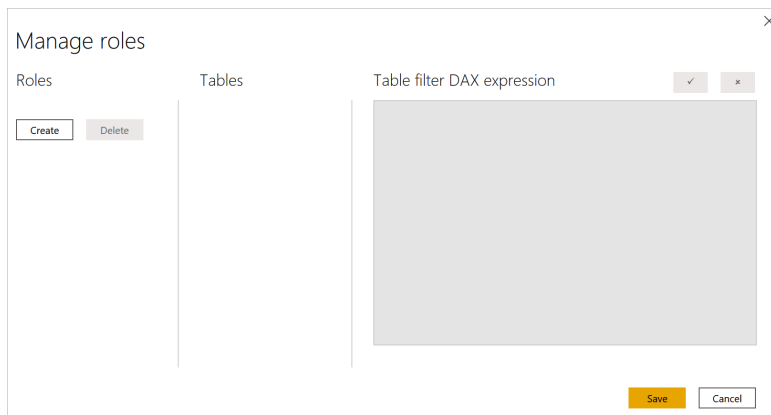 Manage roles
Roles
Tables
Table filter DAX expression
Create
Delete
Save
Cancel